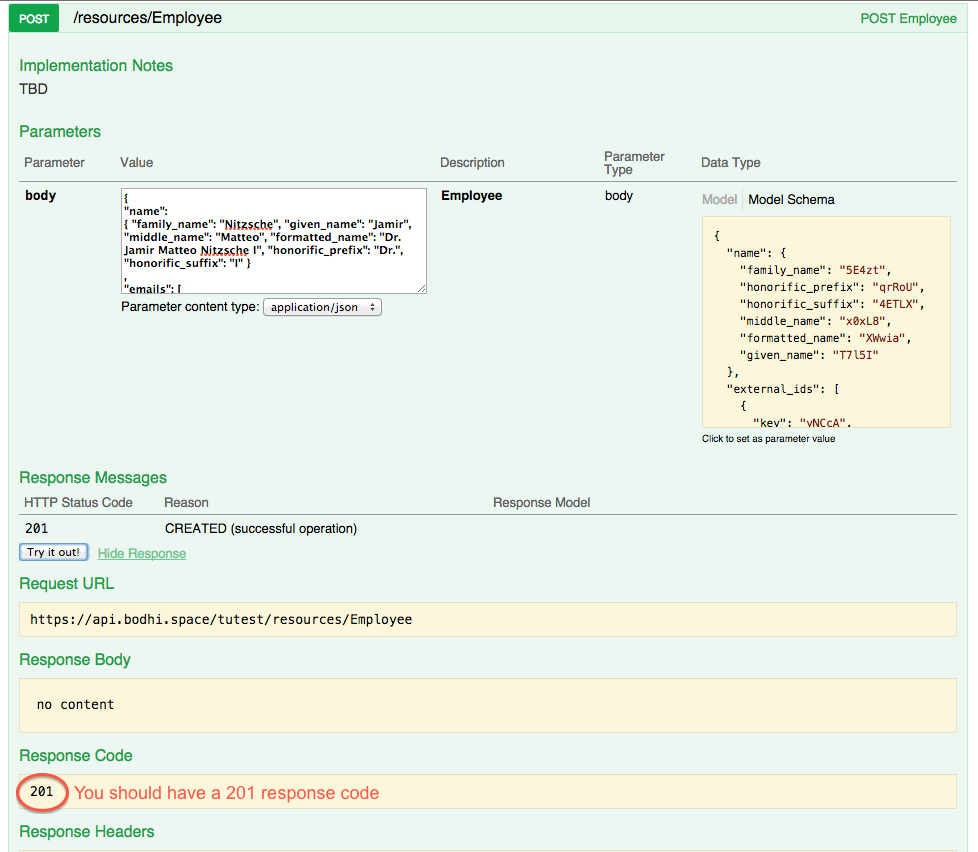 POST /resources/Employee POST Employee
Implementation Notes
TBD
Parameters
Parameter Value Description Parameter Type Data Type
body
{
"name":
{ "family_name": "Nitzsche", "given_name": "Jamir",
"middle_name": "Matteo", "formatted_name": "Dr.
Jamir Matteo Nitzsche I", "honorific_prefix": "Dr.",
"honorific_suffix": "I" }
,
"emails": [
Parameter content type: application/json
Employee
body
Model Model Schema
{
"name": {
"family_name": "5E4zt",
"honorific_prefix": "qrRoU",
"honorific_suffix": "4ETLX",
"middle_name": "x0xL8",
"formatted_name": "XWwia",
"given_name": "T7l5I"
},
"external_ids": [
{
"key": "vNCcA",
Click to set as parameter value
Response Messages
HTTP Status Code Reason Response Model
201 CREATED (successful operation)
Try it out! Hide Response
Request URL
https://api.bodhi.space/tutest/resources/Employee
Response Body
no content
Response Code
201 You should have a 201 response code
Response Headers